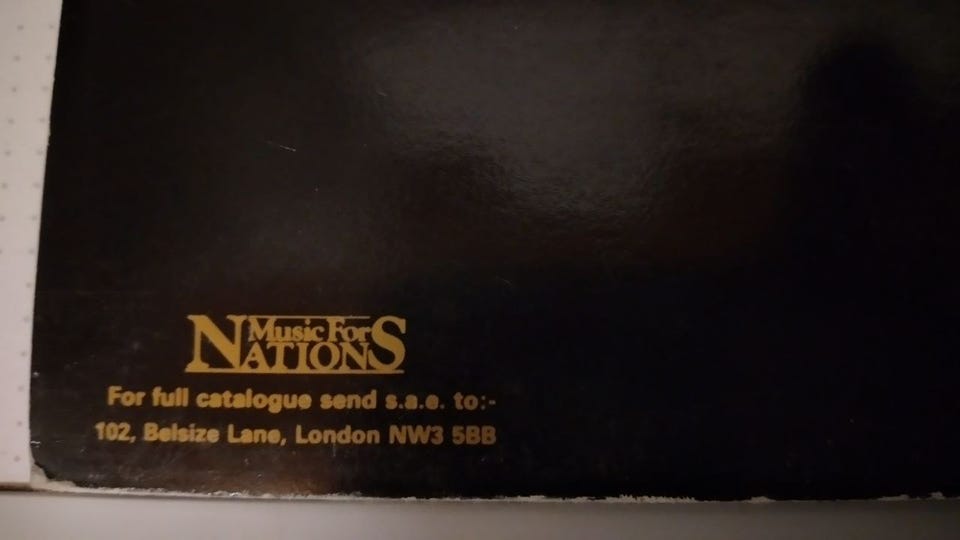 Music For
NATIONS
For full catalogue send s.a.e. to:-
102, Belsize Lane, London NW3 5BB